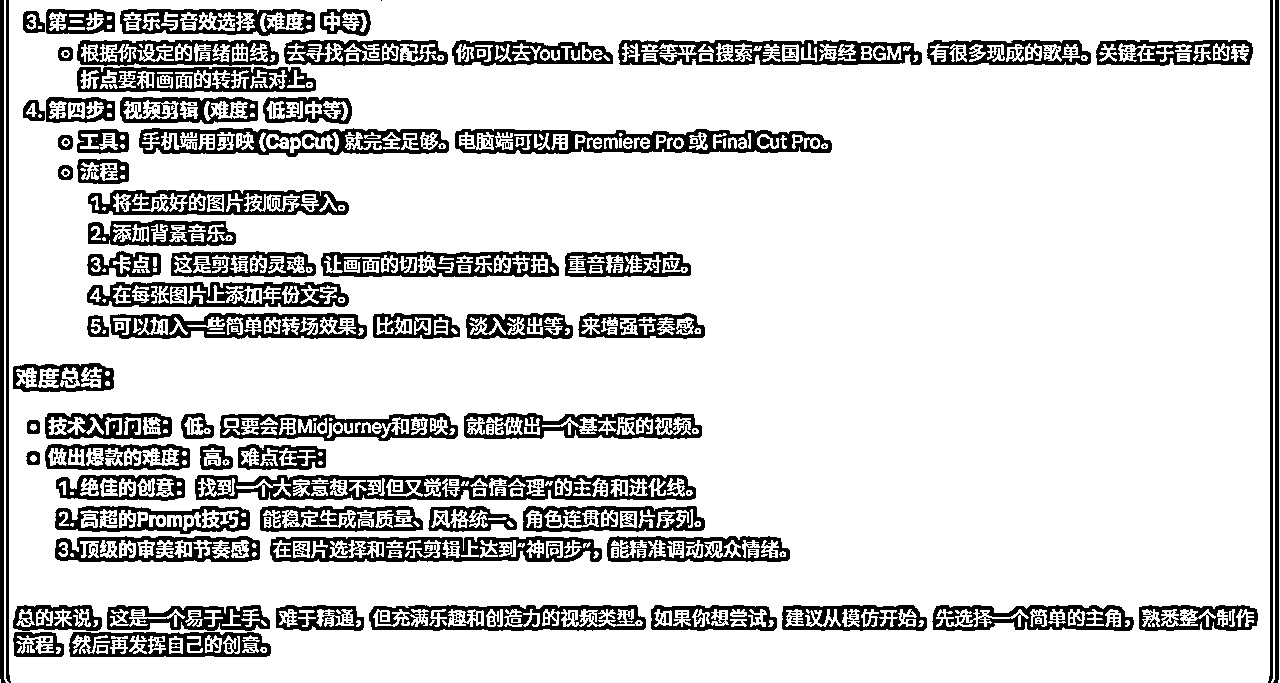 3. 第三步：音乐与音效选择 (难度：中等)
根据你设定的情绪曲线，去寻找合适的配乐。你可以去YouTube、抖音等平台搜索“美国山海经 BGM”，有很多现成的歌单。关键在于音乐的转
折点要和画面的转折点对上。
4. 第四步：视频剪辑 (难度：低到中等)
工具： 手机端用剪映 (CapCut) 就完全足够。电脑端可以用 Premiere Pro 或 Final Cut Pro。
流程：
1. 将生成好的图片按顺序导入。
2. 添加背景音乐。
3. 卡点！ 这是剪辑的灵魂。让画面的切换与音乐的节拍、重音精准对应。
4. 在每张图片上添加年份文字。
5. 可以加入一些简单的转场效果，比如闪白、淡入淡出等，来增强节奏感。
难度总结：
技术入门门槛： 低。只要会用Midjourney和剪映，就能做出一个基本版的视频。
做出爆款的难度： 高。难点在于：
1. 绝佳的创意： 找到一个大家意想不到但又觉得“合情合理”的主角和进化线。
2. 高超的Prompt技巧： 能稳定生成高质量、风格统一、角色连贯的图片序列。
3. 顶级的审美和节奏感： 在图片选择和音乐剪辑上达到“神同步”，能精准调动观众情绪。
总的来说，这是一个易于上手、难于精通，但充满乐趣和创造力的视频类型。如果你想尝试，建议从模仿开始，先选择一个简单的主角，熟悉整个制作
流程，然后再发挥自己的创意。